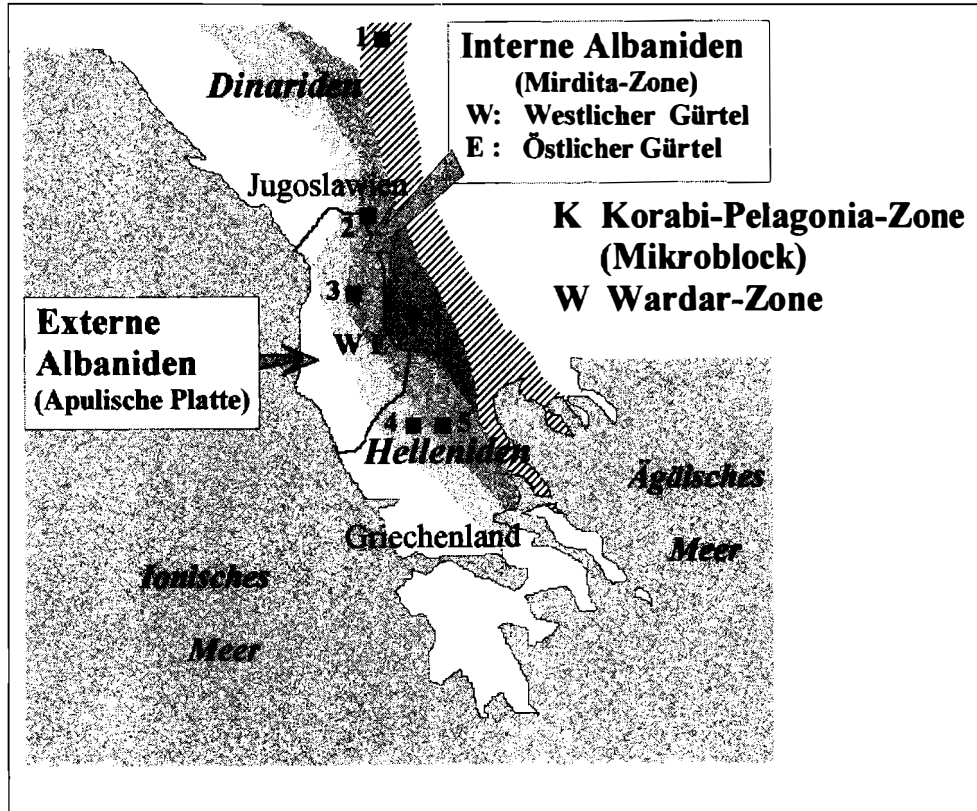 1
Dinariden
Interne Albaniden
(Mirdita-Zone)
W: Westlicher Gürtel
E : Östlicher Gürtel
Jugoslawien
2
K Korabi-Pelagonia-Zone
(Mikroblock)
W Wardar-Zone
3
Externe
Albaniden
(Apulische Platte)
W E
4 5
Helleniden
Ägäisches
Meer
Griechenland
Ionisches
Meer